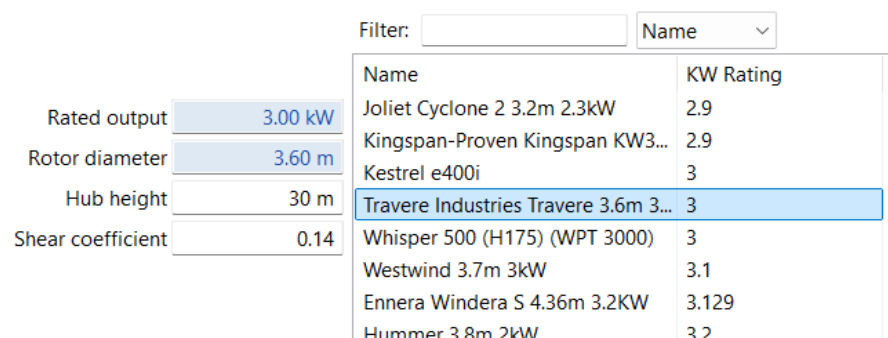 Filter: Name
Name KW Rating
Joliet Cyclone 2 3.2m 2.3kW 2.9
Kingspan-Proven Kingspan KW3... 2.9
Kestrel e400i 3
Travere Industries Travere 3.6m 3... 3
Whisper 500 (H175) (WPT 3000) 3
Westwind 3.7m 3kW 3.1
Ennera Windera S 4.36m 3.2KW 3.129
Hummer 3.8m 2kW 3.2
Rated output 3.00 kW
Rotor diameter 3.60 m
Hub height 30 m
Shear coefficient 0.14